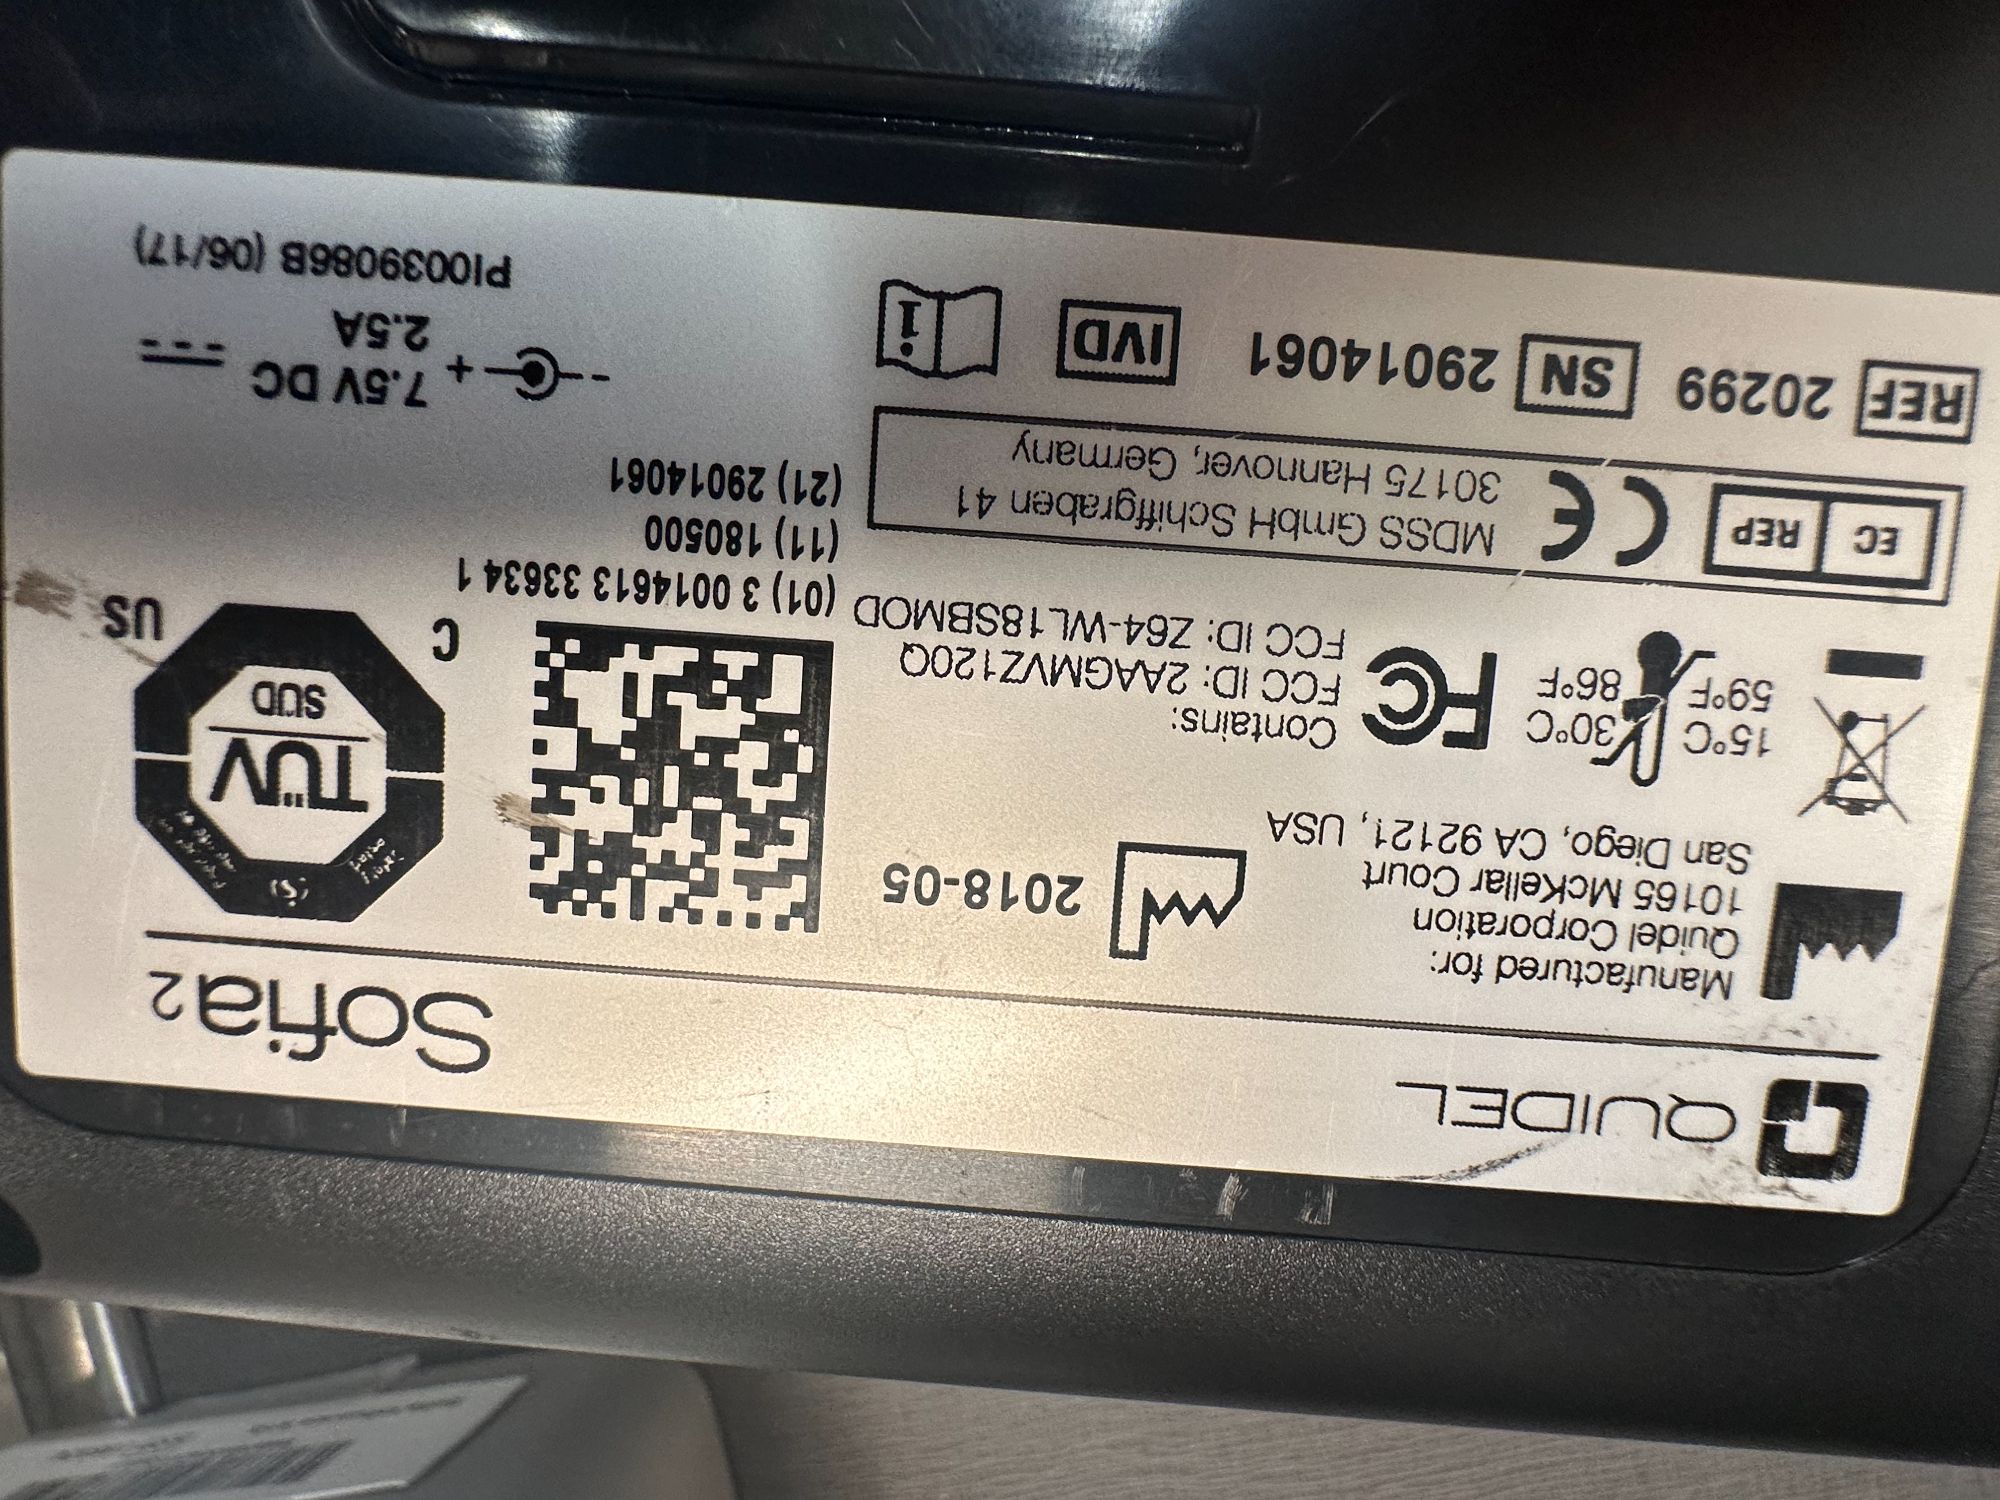 QUIDEL
Sofia2
Manufactured for:
Quidel Corporation
10165 McKellar Court
San Diego, CA 92121, USA
2018-05
15°C
59°F
30°C
86°F
FC
Contains:
FCC ID: 2AAGMVZ120Q
FCC ID: Z64-WL18SBMOD
TÜV
SÜD
C
US
(01) 3 0014613 33634 1
(11) 180500
(21) 29014061
EC REP
CE
MDSS GmbH Schiffgraben 41
30175 Hannover, Germany
REF 20299
SN 29014061
IVD
i
7.5V DC
2.5A
- +
PI0039086B (06/17)